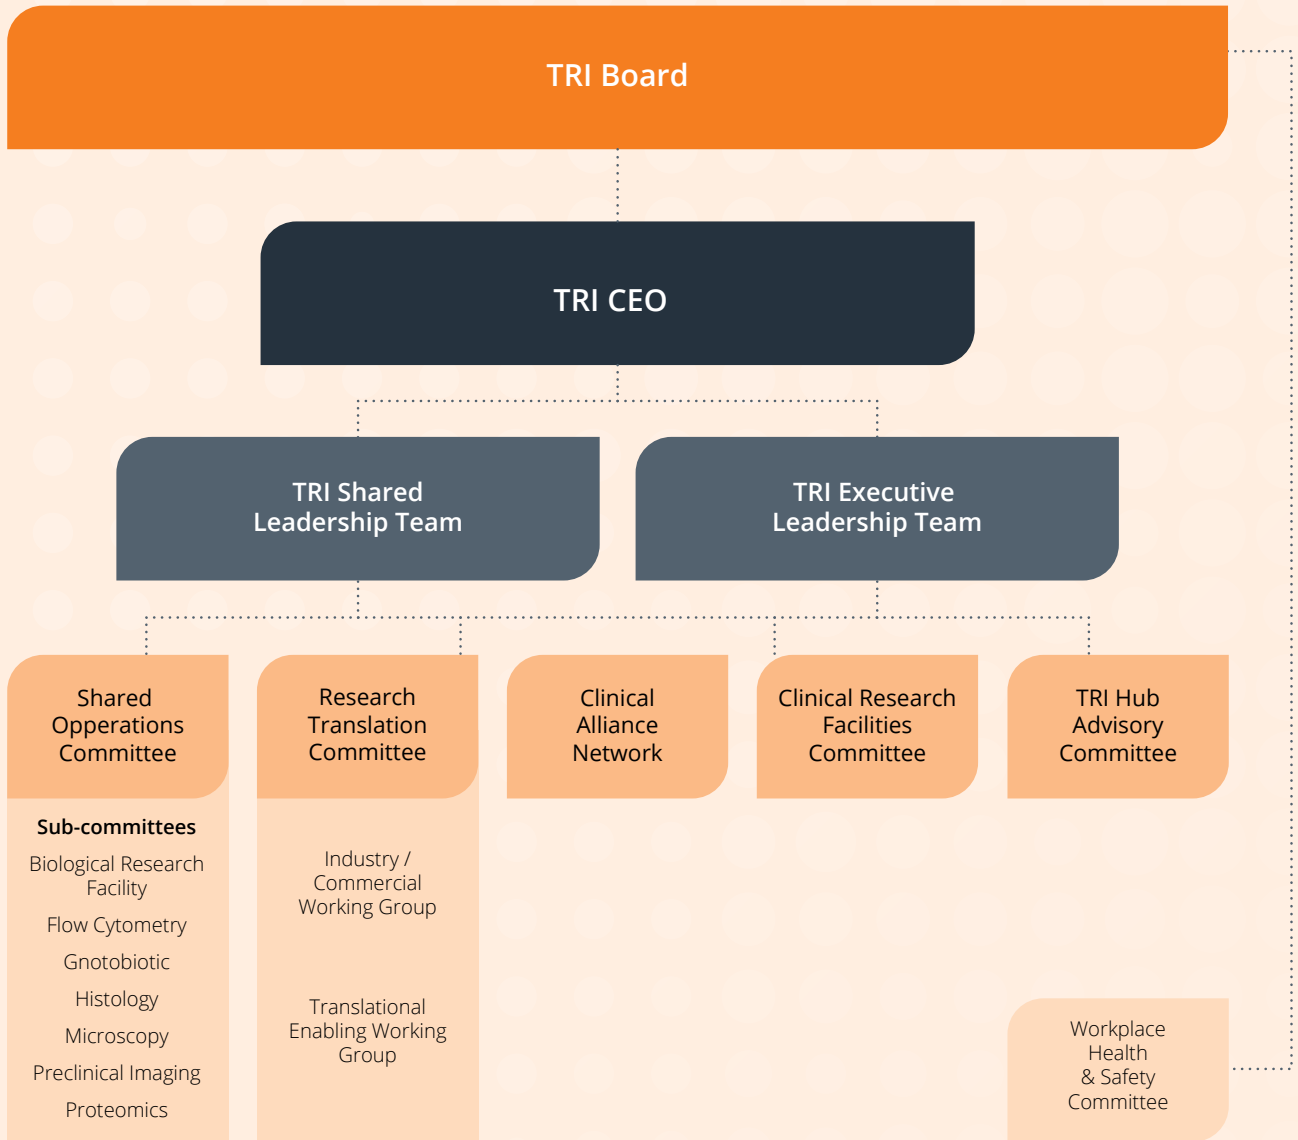 TRI Board
TRI CEO
TRI Shared
Leadership Team
TRI Executive
Leadership Team
Shared
Opperations
Committee
Research
Translation
Committee
Clinical
Alliance
Network
Clinical Research
Facilities
Committee
TRI Hub
Advisory
Committee
Sub-committees
Biological Research
Facility
Flow Cytometry
Gnotobiotic
Histology
Microscopy
Preclinical Imaging
Proteomics
Industry /
Commercial
Working Group
Translational
Enabling Working
Group
Workplace
Health
& Safety
Committee